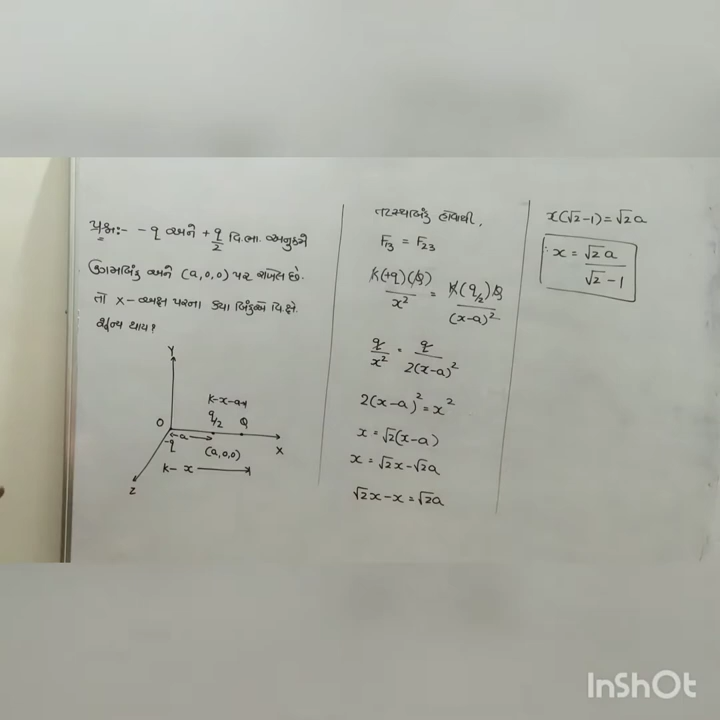 પ્રશ્ન:- -q અને +q/2 વિ.ભા. અનુક્રમે
ઊગમબિંદુ અને (a,0,0) પર રાખેલ છે.
તો X-અક્ષ પરના ક્યા બિંદુએ વિ.ક્ષે.
શૂન્ય થાય?
Y
K-x-a-x
q/2 Q
O
-a-
X
-q
(a,0,0)
K- x
Z
તટસ્થબિંદુ હોવાથી,
F₁₃ = F₂₃
K(+q)(Q)/x² = K(q/2)Q/(x-a)²
q/x² = q/2(x-a)²
2(x-a)² = x²
x = √2(x-a)
x = √2x-√2a
√2x-x = √2a
x(√2-1) = √2a
∴ x = √2a/√2-1
InShOt